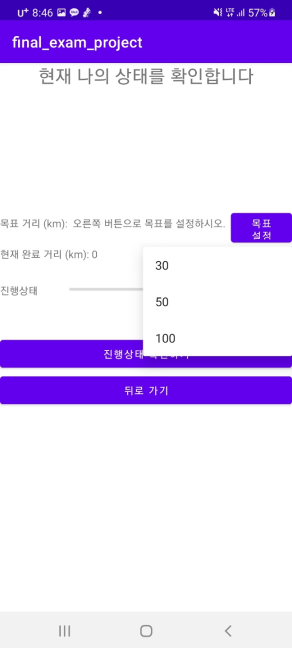 U+ 8:46 57%
final_exam_project
현재 나의 상태를 확인합니다
목표 거리 (km): 오른쪽 버튼으로 목표를 설정하시오.
목표
설정
현재 완료 거리 (km): 0
30
진행상태
50
100
진행상태
뒤로 가기